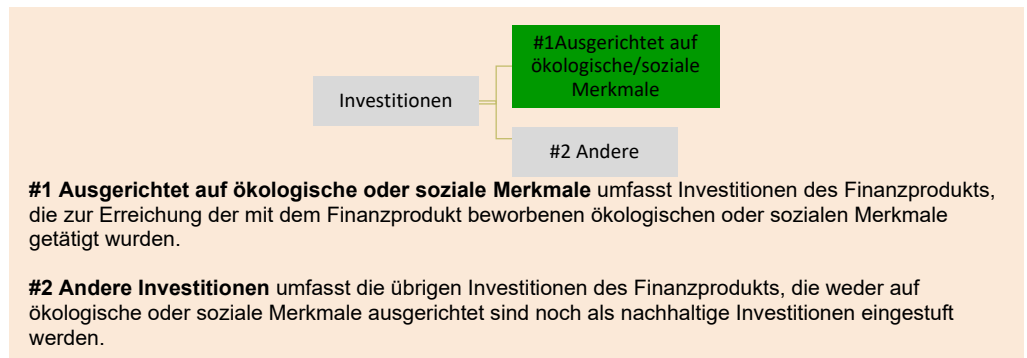 #1Ausgerichtet auf
ökologische/soziale
Merkmale
Investitionen
#2 Andere
#1 Ausgerichtet auf ökologische oder soziale Merkmale umfasst Investitionen des Finanzprodukts,
die zur Erreichung der mit dem Finanzprodukt beworbenen ökologischen oder sozialen Merkmale
getätigt wurden.
#2 Andere Investitionen umfasst die übrigen Investitionen des Finanzprodukts, die weder auf
ökologische oder soziale Merkmale ausgerichtet sind noch als nachhaltige Investitionen eingestuft
werden.